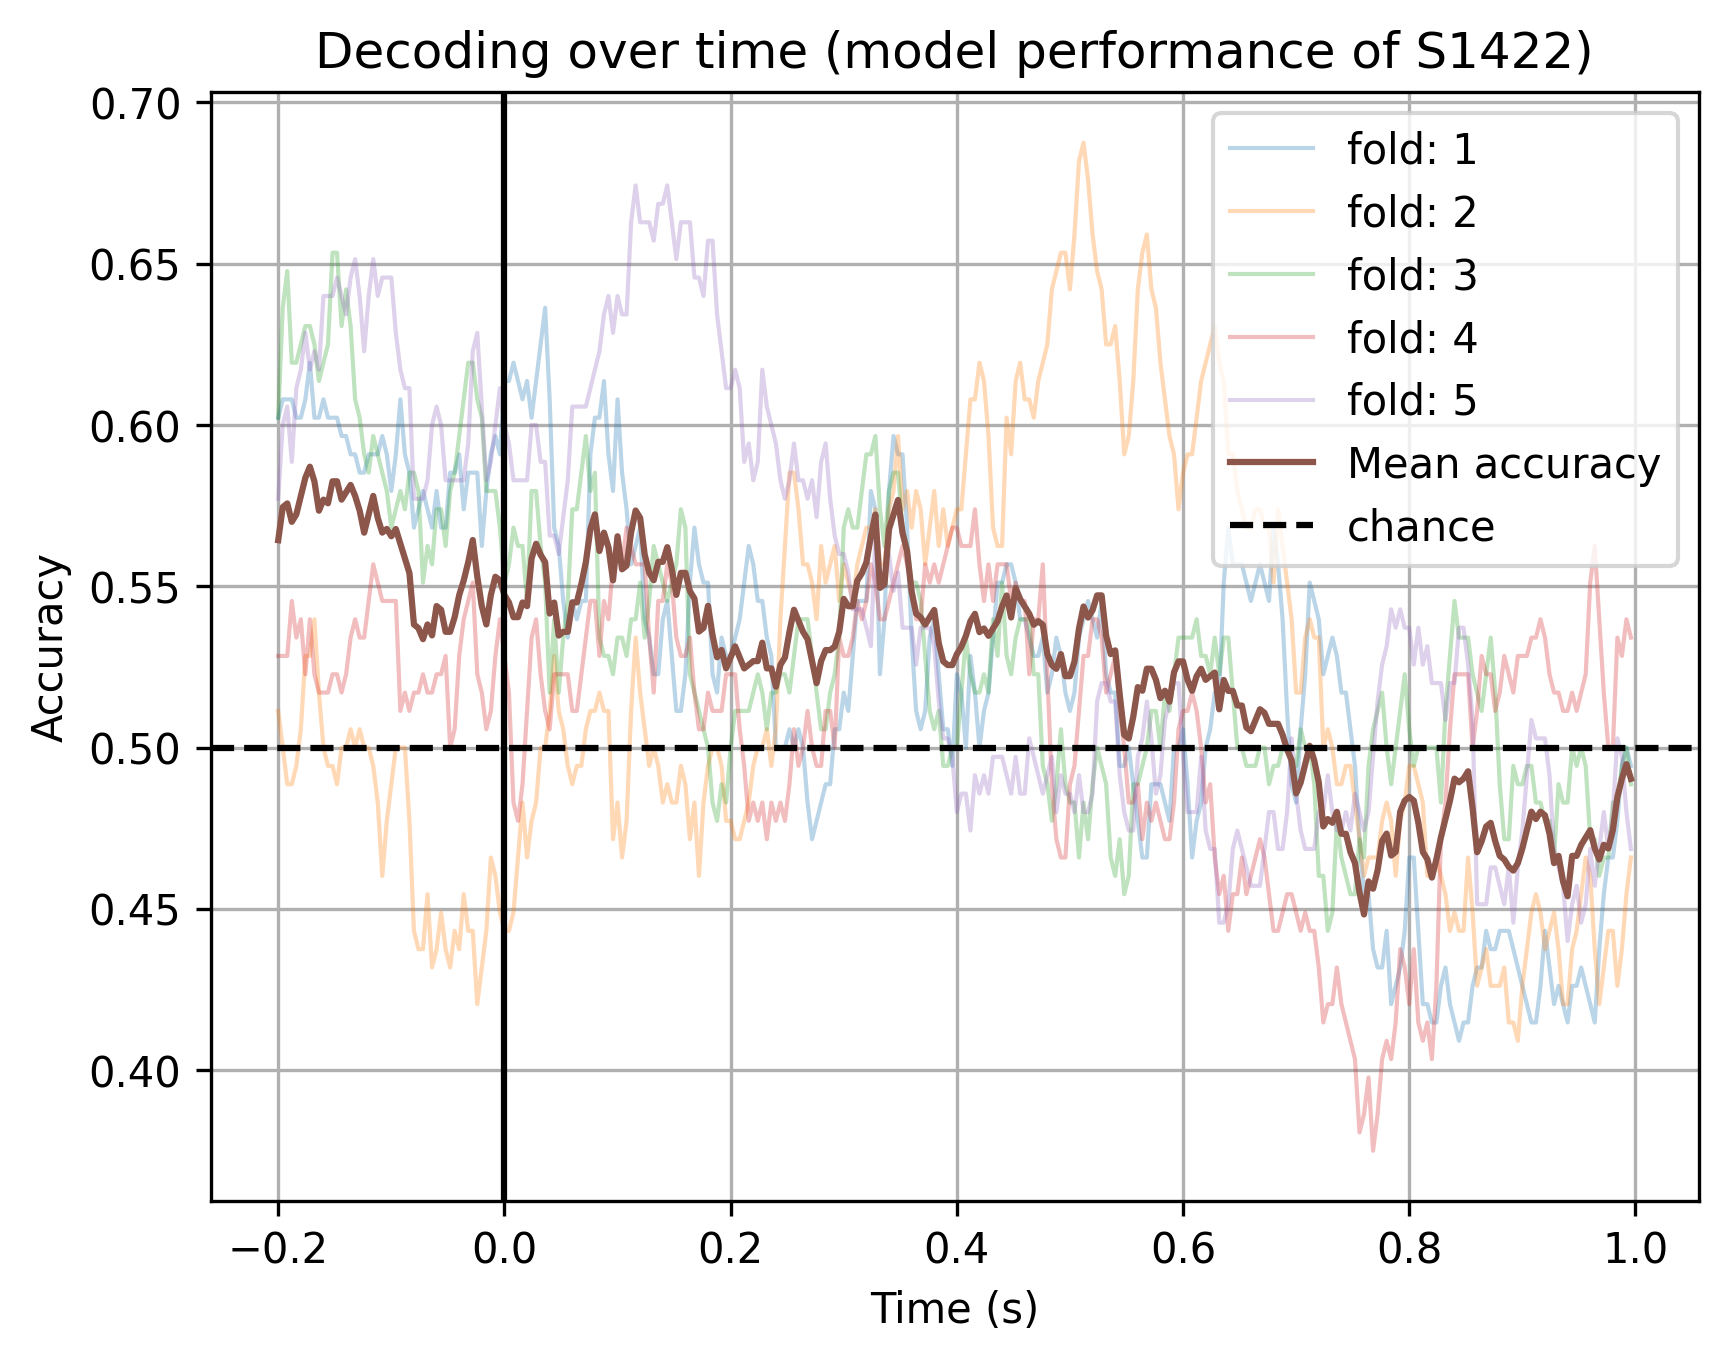 Decoding over time (model performance of S1422)
Accuracy
0.70
0.65
0.60
0.55
0.50
0.45
0.40
fold: 1
fold: 2
fold: 3
fold: 4
fold: 5
Mean accuracy
chance
−0.2 0.0 0.2 0.4 0.6 0.8 1.0
Time (s)